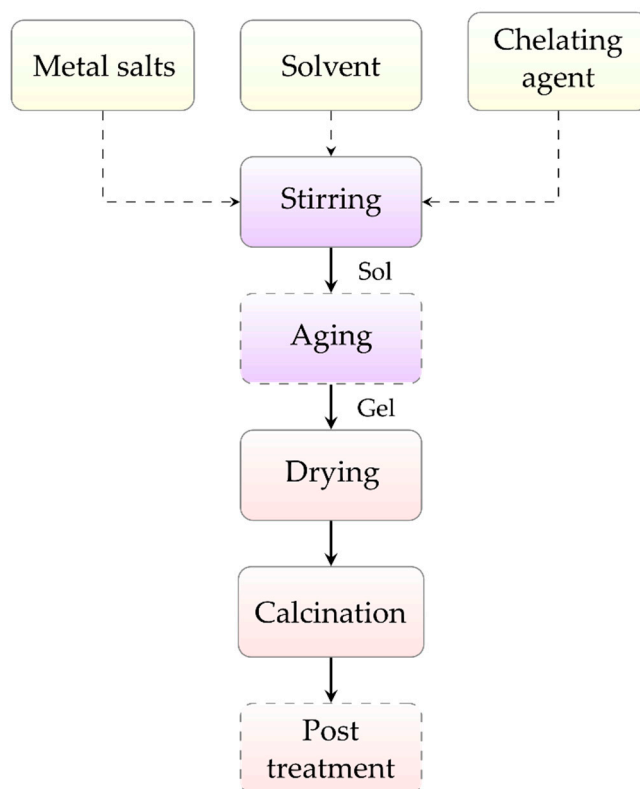 Metal salts
Solvent
Chelating
agent
Stirring
Sol
Aging
Gel
Drying
Calcination
Post
treatment